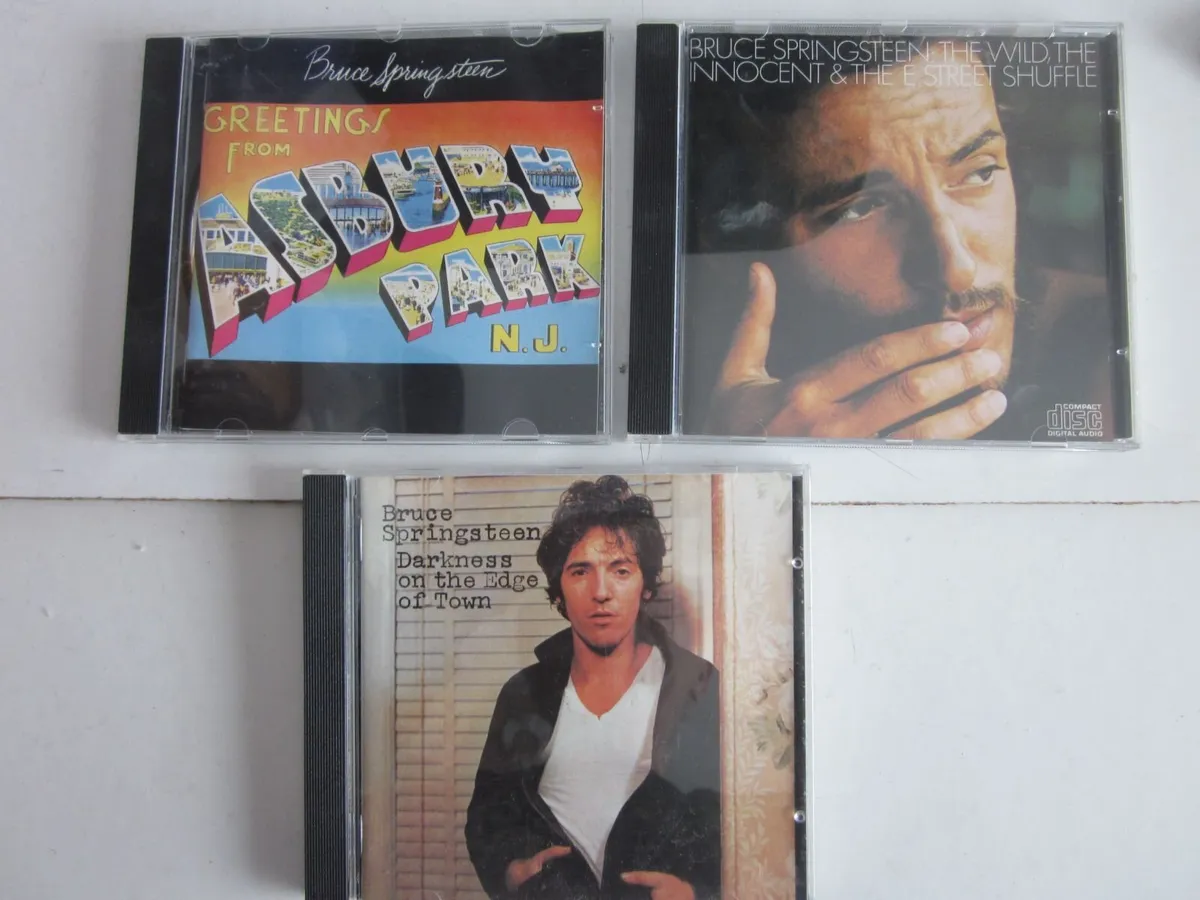 Bruce Springsteen
GREETINGS
FROM
ASBURY
PARK
N.J.
BRUCE SPRINGSTEEN THE WILD, THE
INNOCENT & THE E STREET SHUFFLE
COMPACT
disc
DIGITAL AUDIO
Bruce
Springsteen
Darkness
on the Edge
of Town